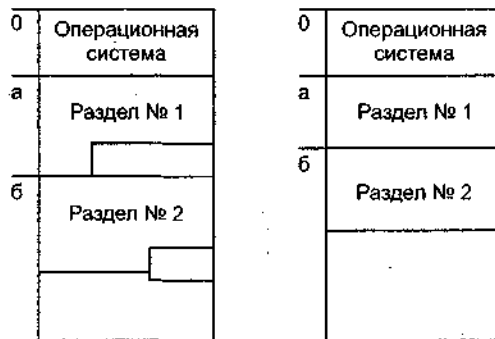 0
Операционная
система
а
Раздел № 1
б
Раздел № 2
0
Операционная
система
а
Раздел № 1
б
Раздел № 2